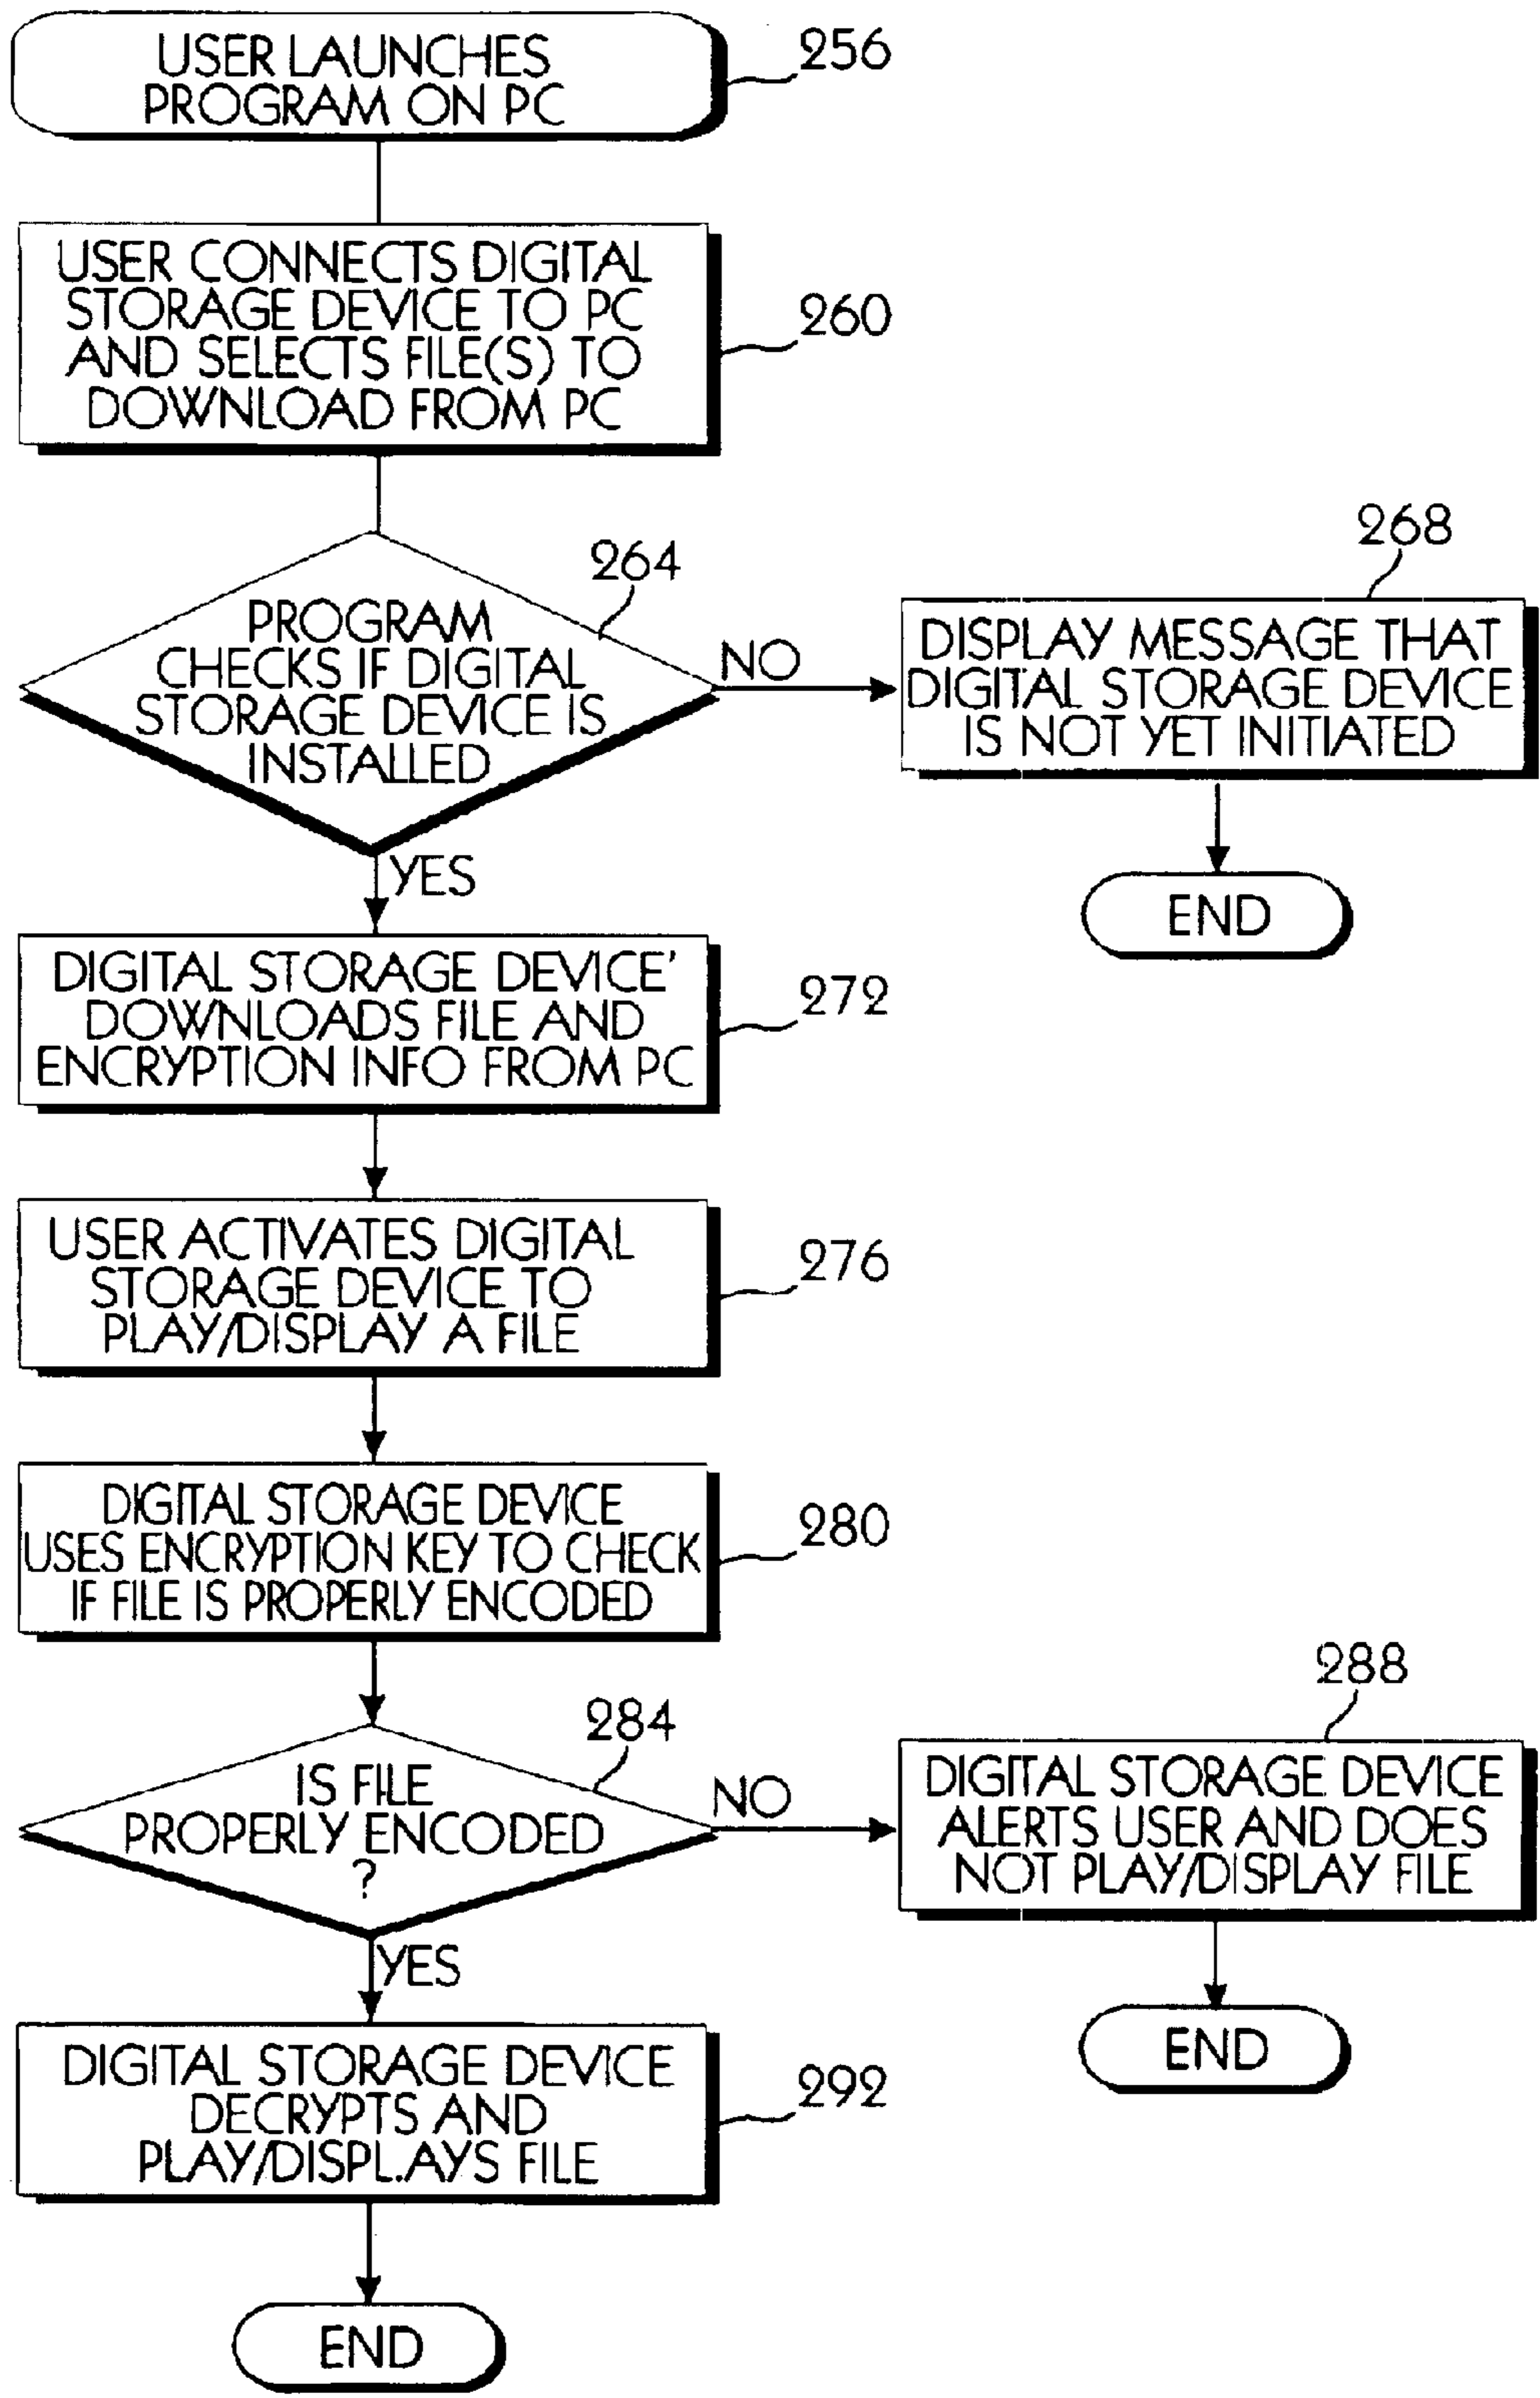 USER LAUNCHES
PROGRAM ON PC
256
USER CONNECTS DIGITAL
STORAGE DEVICE TO PC
AND SELECTS FILE(S) TO
DOWNLOAD FROM PC
260
264
PROGRAM
CHECKS IF DIGITAL
STORAGE DEVICE IS
INSTALLED
NO
268
DISPLAY MESSAGE THAT
DIGITAL STORAGE DEVICE
IS NOT YET INITIATED
END
YES
DIGITAL STORAGE DEVICE'
DOWNLOADS FILE AND
ENCRYPTION INFO FROM PC
272
USER ACTIVATES DIGITAL
STORAGE DEVICE TO
PLAY/DISPLAY A FILE
276
DIGITAL STORAGE DEVICE
USES ENCRYPTION KEY TO CHECK
IF FILE IS PROPERLY ENCODED
280
284
IS FILE
PROPERLY ENCODED
?
NO
288
DIGITAL STORAGE DEVICE
ALERTS USER AND DOES
NOT PLAY/DISPLAY FILE
END
YES
DIGITAL STORAGE DEVICE
DECRYPTS AND
PLAY/DISPL.AYS FILE
292
END